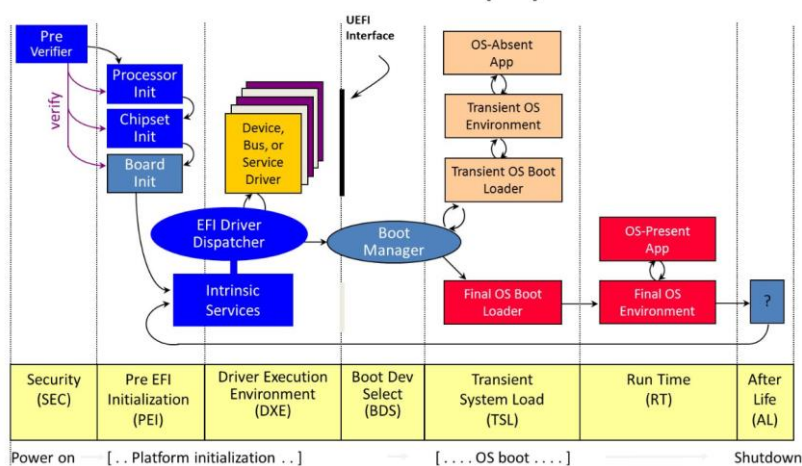 UEFI
Interface
Pre
Verifier
verify
Processor
Init
Chipset
Init
Board
Init
Device,
Bus, or
Service
Driver
EFI Driver
Dispatcher
Intrinsic
Services
Boot
Manager
OS-Absent
App
Transient OS
Environment
Transient OS Boot
Loader
Final OS Boot
Loader
OS-Present
App
Final OS
Environment
?
Security
(SEC)
Pre EFI
Initialization
(PEI)
Driver Execution
Environment
(DXE)
Boot Dev
Select
(BDS)
Transient
System Load
(TSL)
Run Time
(RT)
After
Life
(AL)
Power on
[ . . Platform initialization . . ]
[ . . . . OS boot . . . . ]
Shutdown